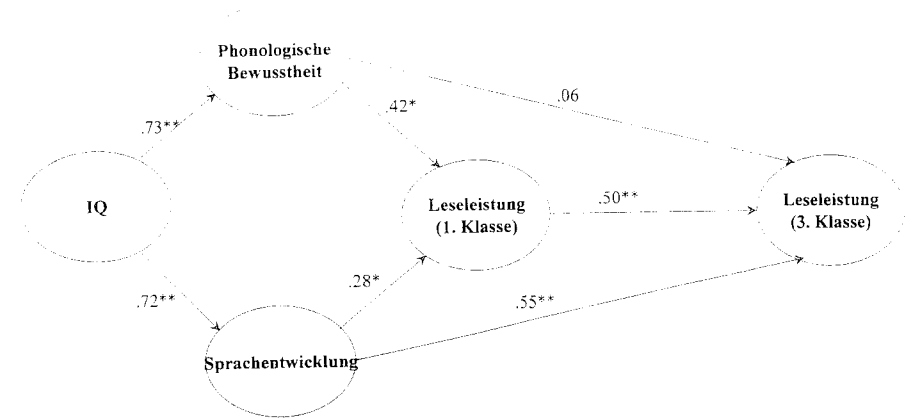 Phonologische
Bewusstheit
.06
.42*
.73**
IQ
Leseleistung
(1. Klasse)
.50**
Leseleistung
(3. Klasse)
.28*
.72**
.55**
Sprachentwicklung